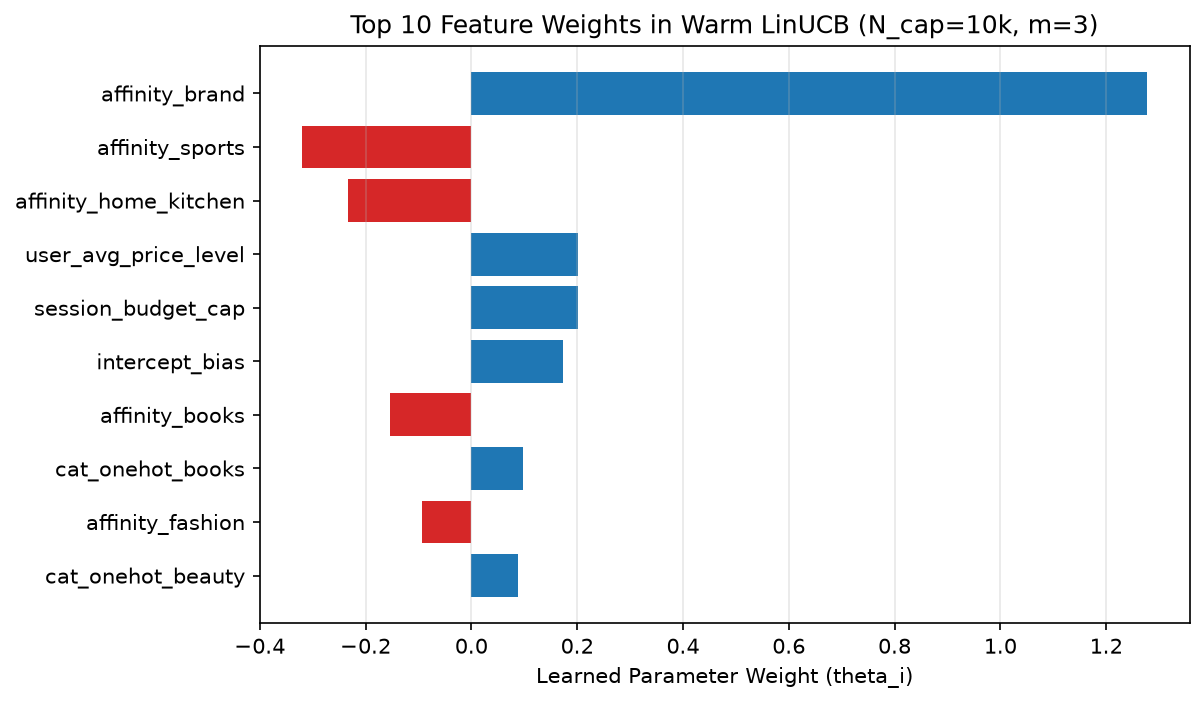 Top 10 Feature Weights in Warm LinUCB (N_cap=10k, m=3)
affinity_brand
affinity_sports
affinity_home_kitchen
user_avg_price_level
session_budget_cap
intercept_bias
affinity_books
cat_onehot_books
affinity_fashion
cat_onehot_beauty
−0.4 −0.2 0.0 0.2 0.4 0.6 0.8 1.0 1.2
Learned Parameter Weight (theta_i)